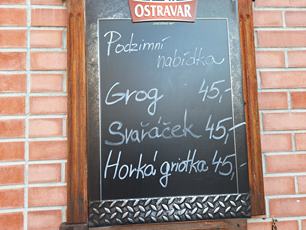 OSTRAVAR
Podzimní
nabídka
Grog 45,-
Svařáček 45,-
Horká griotka 45,-